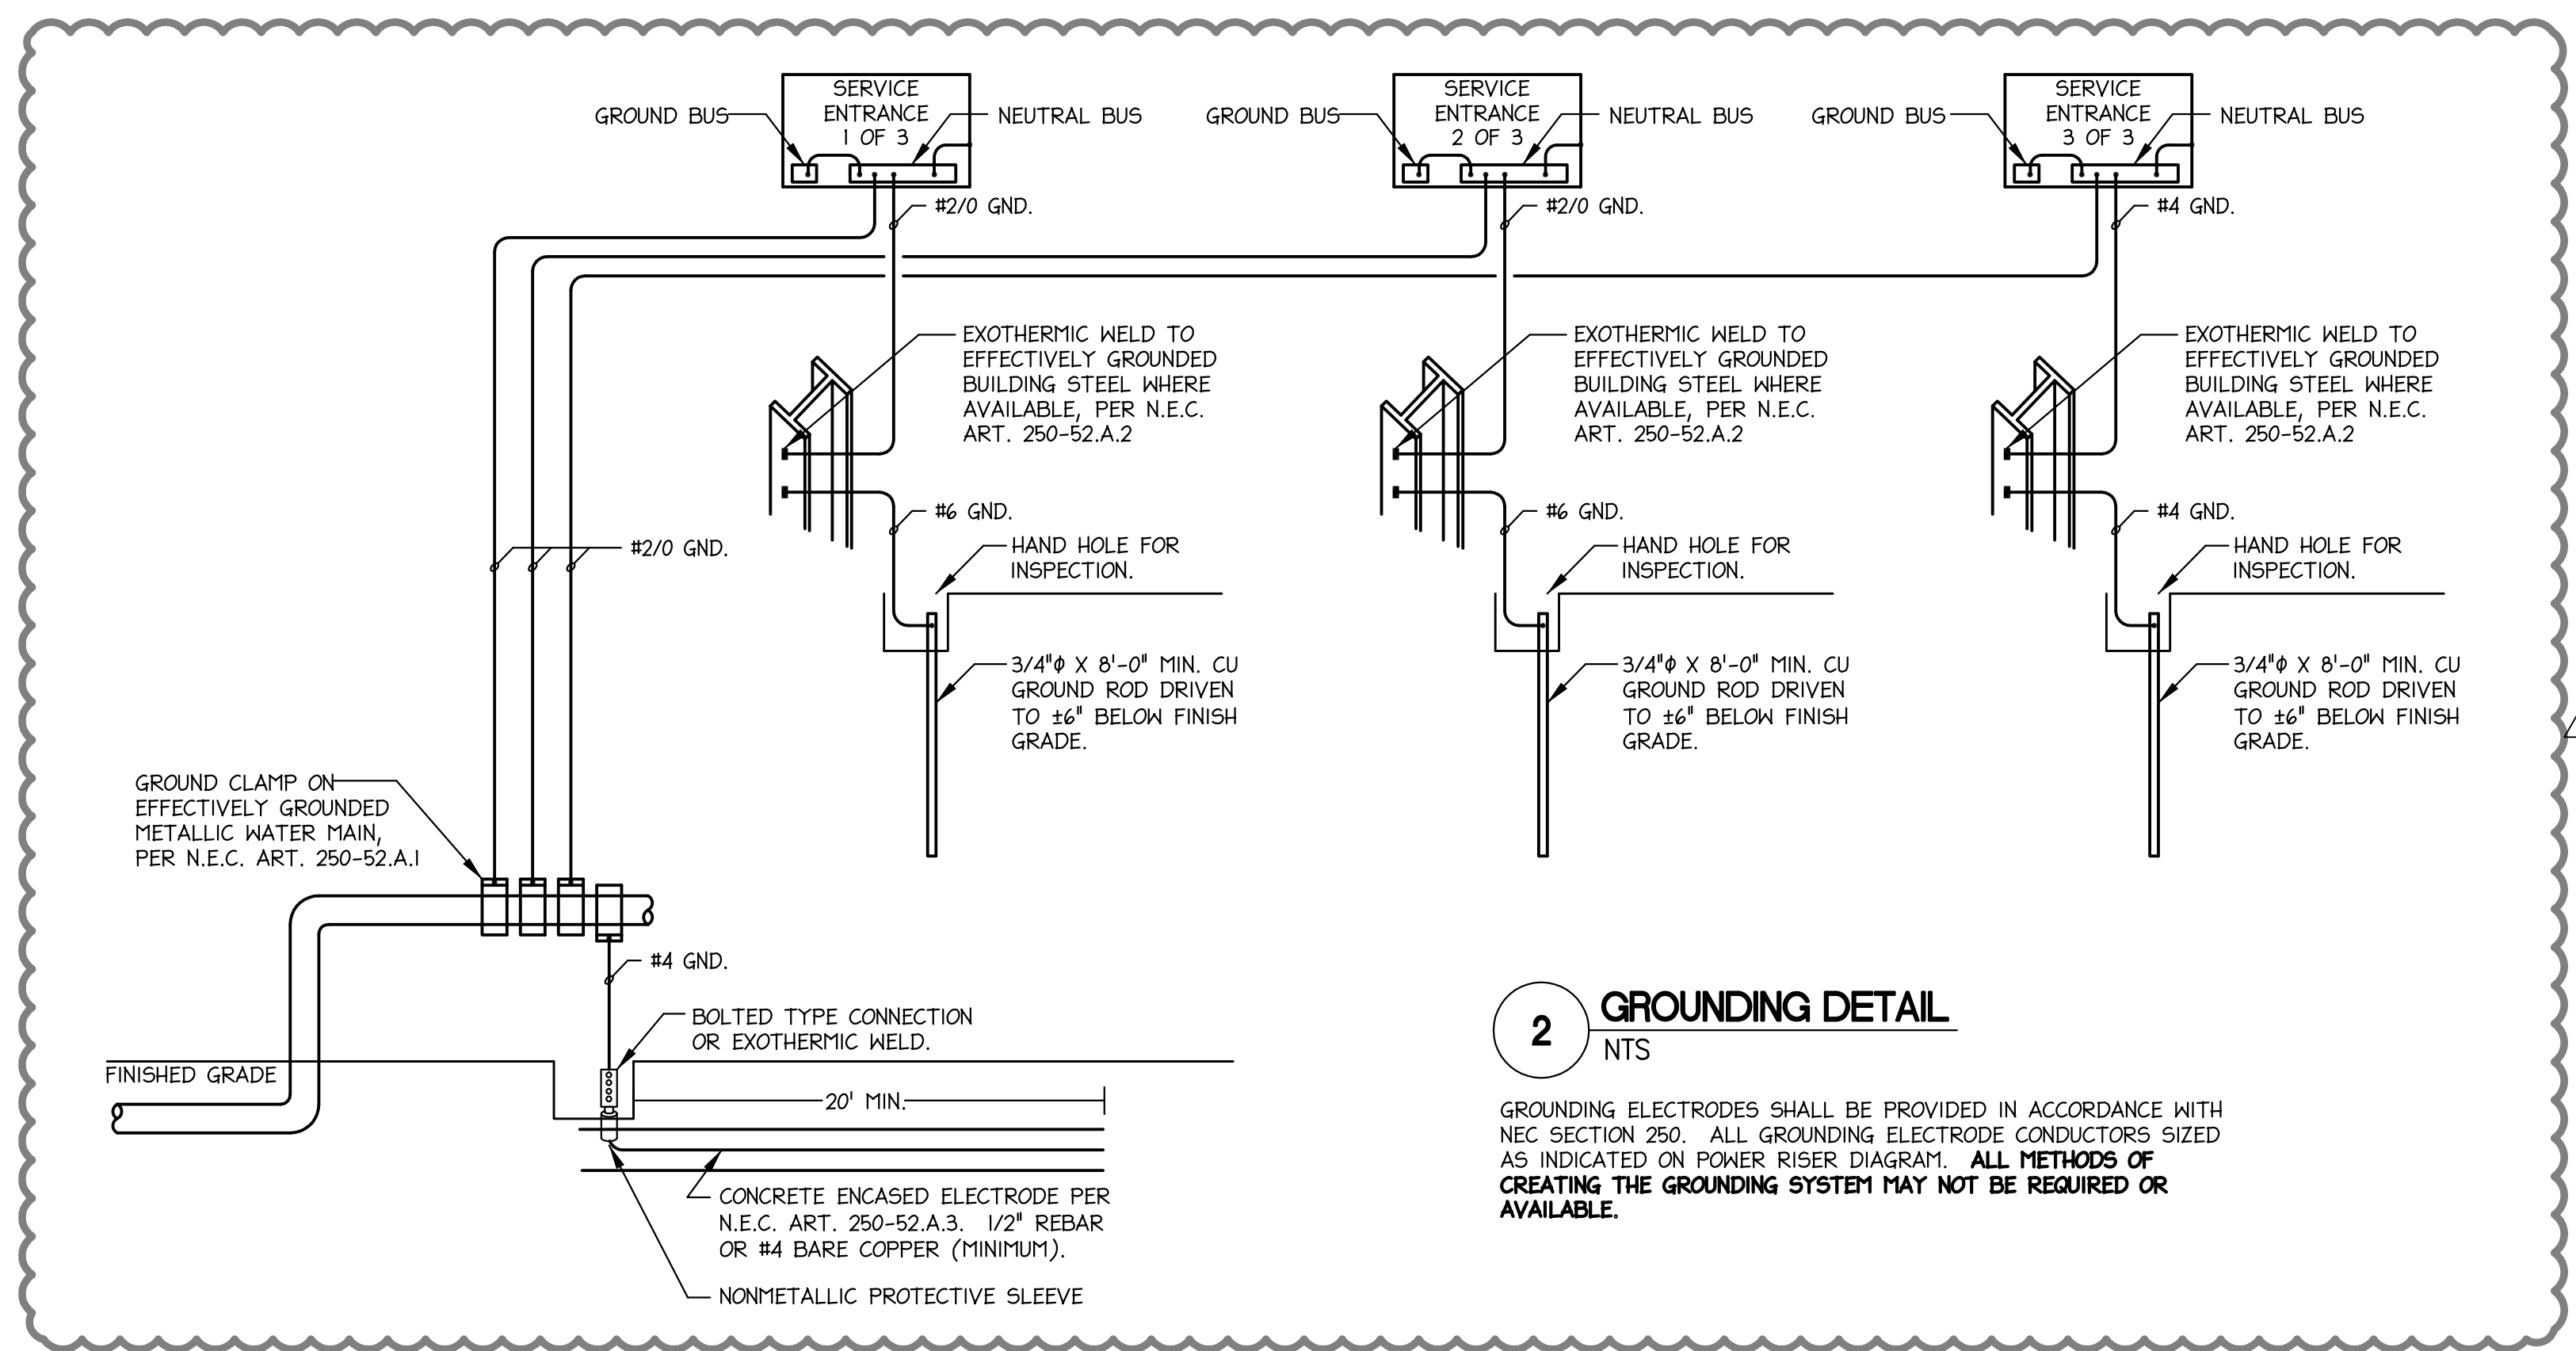 SERVICE
ENTRANCE
1 OF 3
GROUND BUS
NEUTRAL BUS
SERVICE
ENTRANCE
2 OF 3
GROUND BUS
NEUTRAL BUS
SERVICE
ENTRANCE
3 OF 3
GROUND BUS
NEUTRAL BUS
#2/0 GND.
#2/0 GND.
#4 GND.
EXOTHERMIC WELD TO
EFFECTIVELY GROUNDED
BUILDING STEEL WHERE
AVAILABLE, PER N.E.C.
ART. 250-52.A.2
EXOTHERMIC WELD TO
EFFECTIVELY GROUNDED
BUILDING STEEL WHERE
AVAILABLE, PER N.E.C.
ART. 250-52.A.2
EXOTHERMIC WELD TO
EFFECTIVELY GROUNDED
BUILDING STEEL WHERE
AVAILABLE, PER N.E.C.
ART. 250-52.A.2
#2/0 GND.
#6 GND.
#6 GND.
#4 GND.
HAND HOLE FOR
INSPECTION.
HAND HOLE FOR
INSPECTION.
HAND HOLE FOR
INSPECTION.
3/4"ϕ X 8'-0" MIN. CU
GROUND ROD DRIVEN
TO ±6" BELOW FINISH
GRADE.
3/4"ϕ X 8'-0" MIN. CU
GROUND ROD DRIVEN
TO ±6" BELOW FINISH
GRADE.
3/4"ϕ X 8'-0" MIN. CU
GROUND ROD DRIVEN
TO ±6" BELOW FINISH
GRADE.
GROUND CLAMP ON
EFFECTIVELY GROUNDED
METALLIC WATER MAIN,
PER N.E.C. ART. 250-52.A.1
#4 GND.
BOLTED TYPE CONNECTION
OR EXOTHERMIC WELD.
FINISHED GRADE
20' MIN.
CONCRETE ENCASED ELECTRODE PER
N.E.C. ART. 250-52.A.3. 1/2" REBAR
OR #4 BARE COPPER (MINIMUM).
NONMETALLIC PROTECTIVE SLEEVE
2
GROUNDING DETAIL
NTS
GROUNDING ELECTRODES SHALL BE PROVIDED IN ACCORDANCE WITH
NEC SECTION 250. ALL GROUNDING ELECTRODE CONDUCTORS SIZED
AS INDICATED ON POWER RISER DIAGRAM. ALL METHODS OF
CREATING THE GROUNDING SYSTEM MAY NOT BE REQUIRED OR
AVAILABLE.